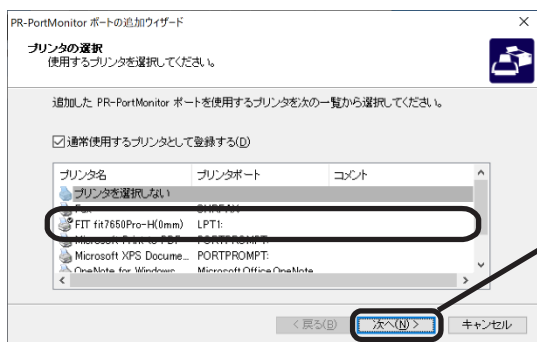 PR-PortMonitor ポートの追加ウィザード
プリンタの選択
使用するプリンタを選択してください。
追加した PR-PortMonitor ポートを使用するプリンタを次の一覧から選択してください。
通常使用するプリンタとして登録する(D)
プリンタ名 プリンタポート コメント
プリンタを選択しない
Fax SHRFAX:
FIT fit7650Pro-H(0mm) LPT1:
Microsoft Print to PDF PORTPROMPT:
Microsoft XPS Docume... PORTPROMPT:
OneNote for Windows Microsoft.Office.OneNote
< 戻る(B) 次へ(N) > キャンセル